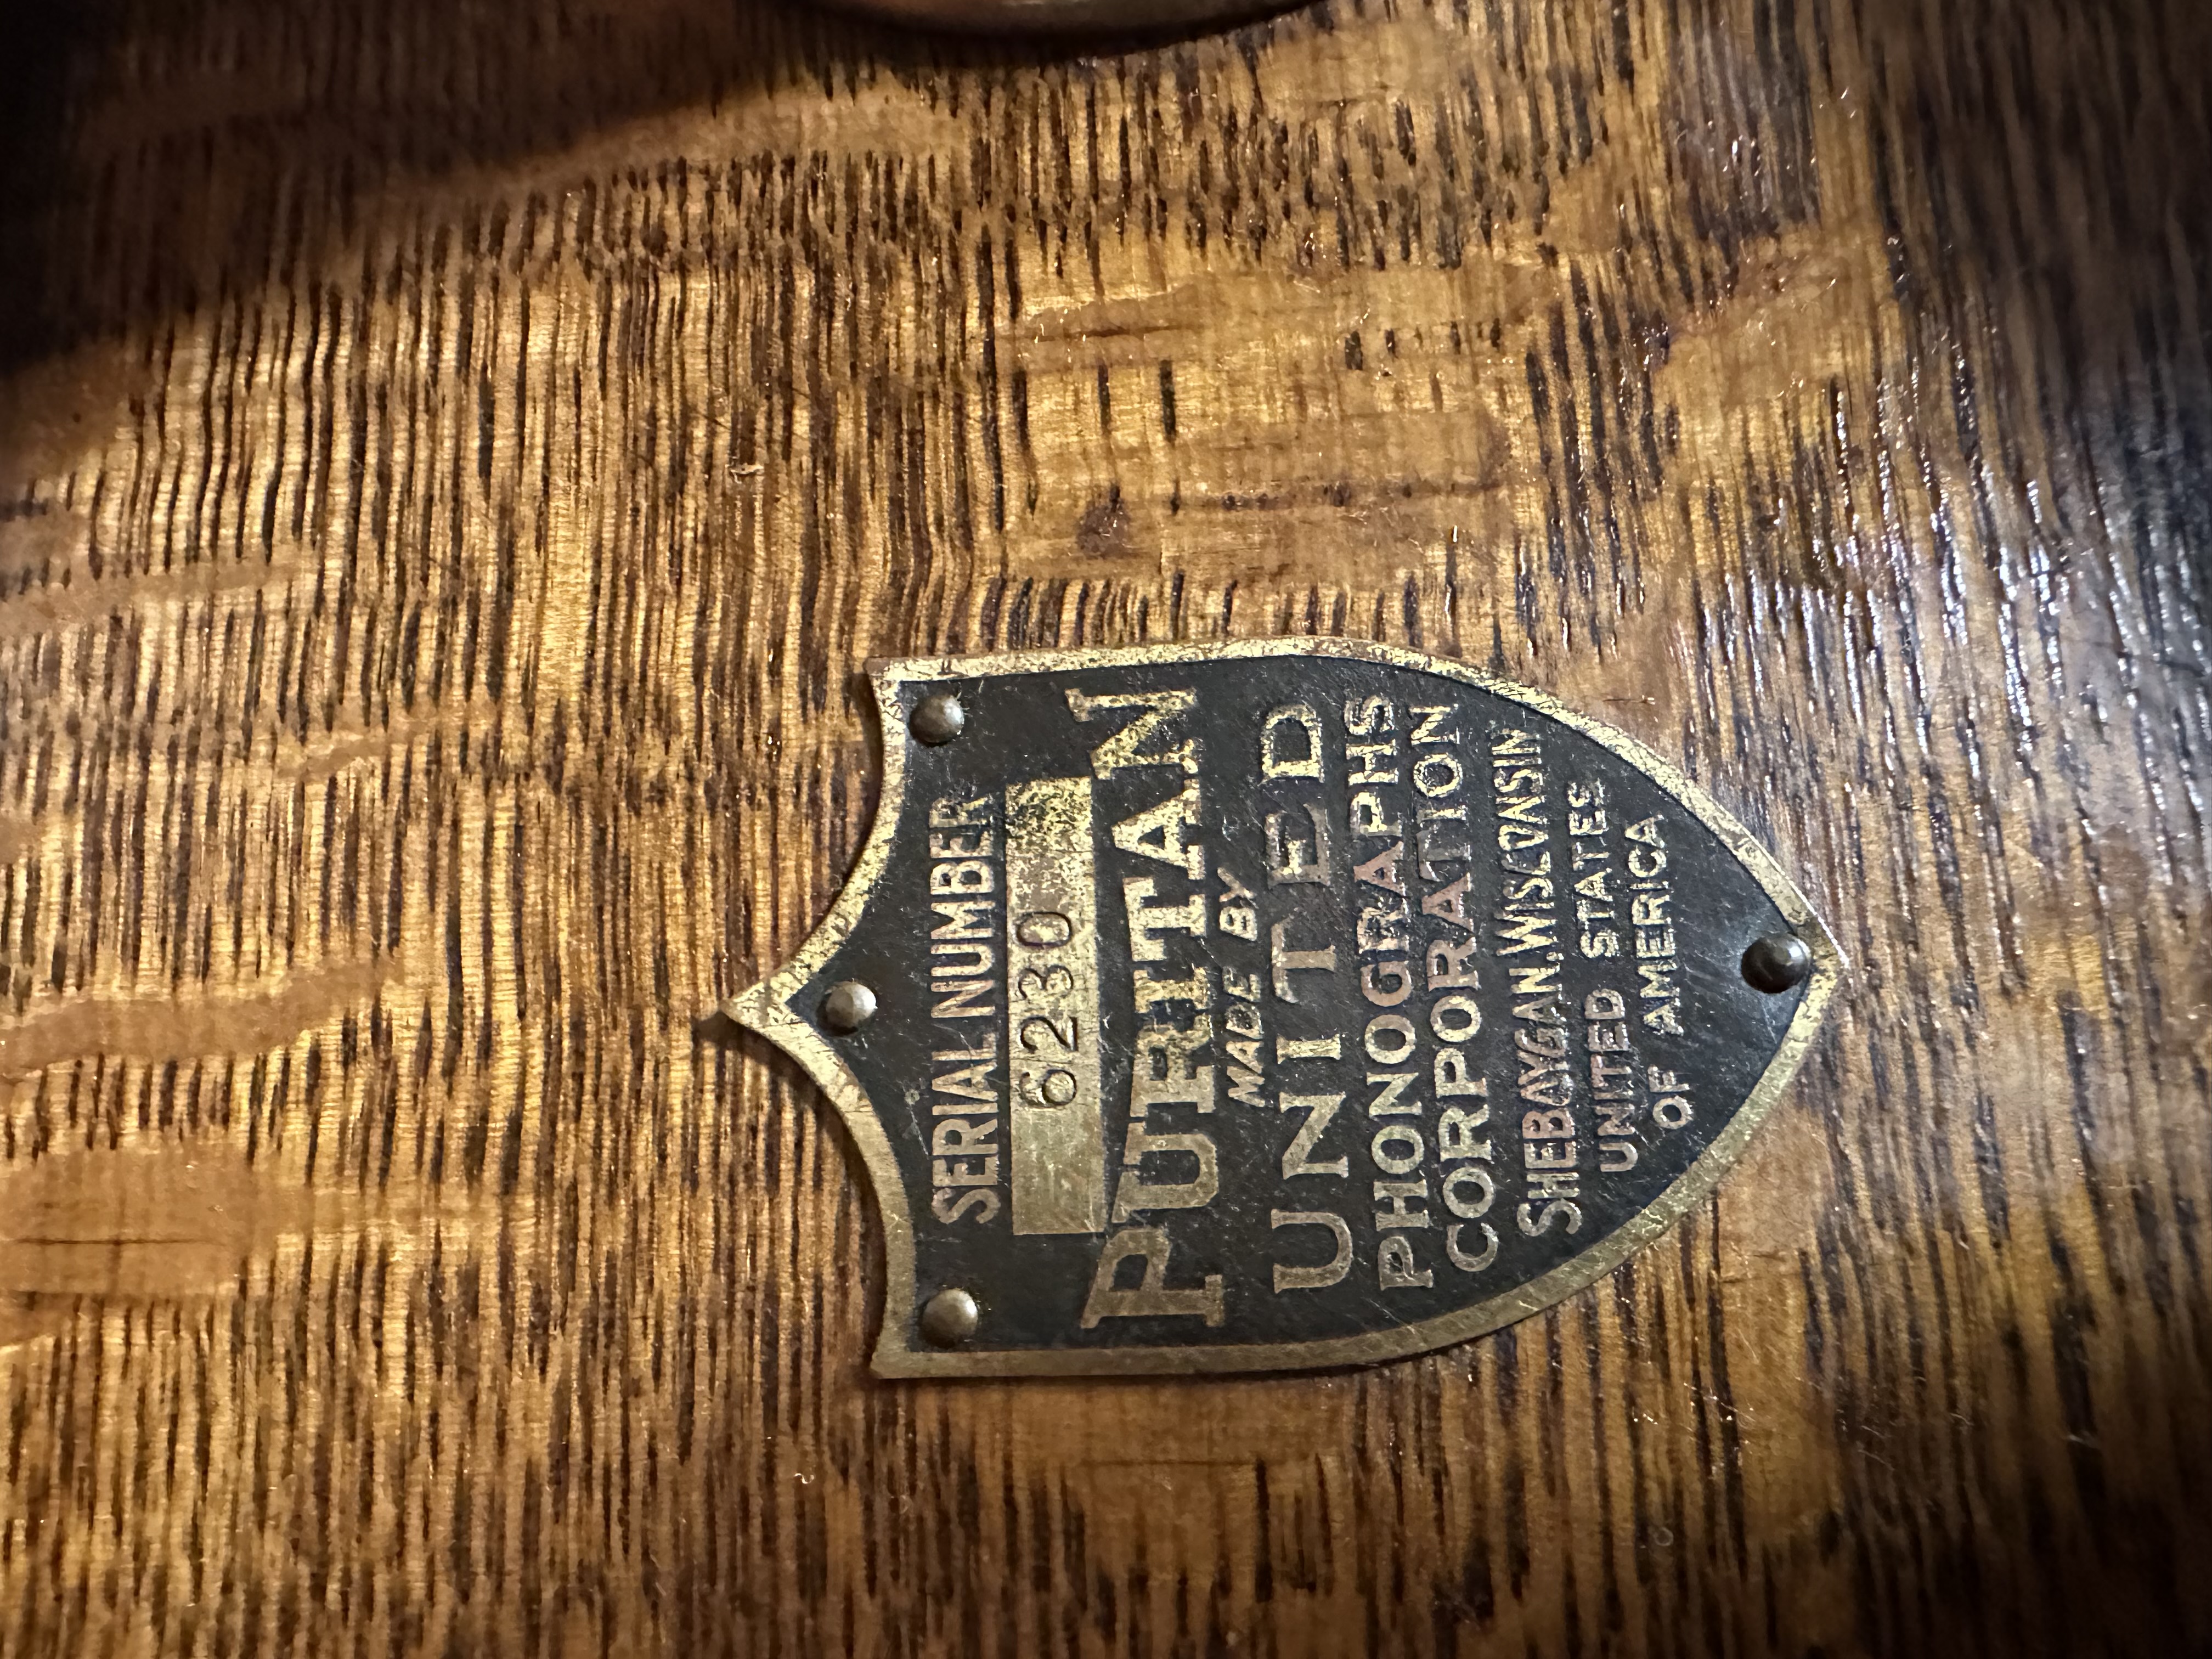 SERIAL NUMBER
6230
PURITAN
MADE BY
UNITED
PHONOGRAPHS
CORPORATION
SHEBOYGAN, WISCONSIN
UNITED STATES
OF AMERICA